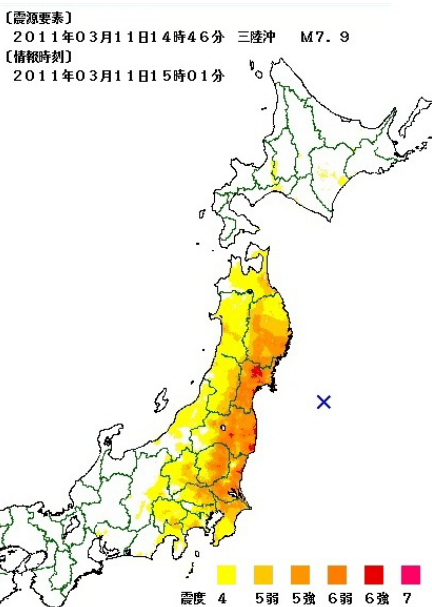 〔震源要素〕
２０１１年０３月１１日１４時４６分 三陸沖 Ｍ７．９
〔情報時刻〕
２０１１年０３月１１日１５時０１分
震度 4 5弱 5強 6弱 6強 7